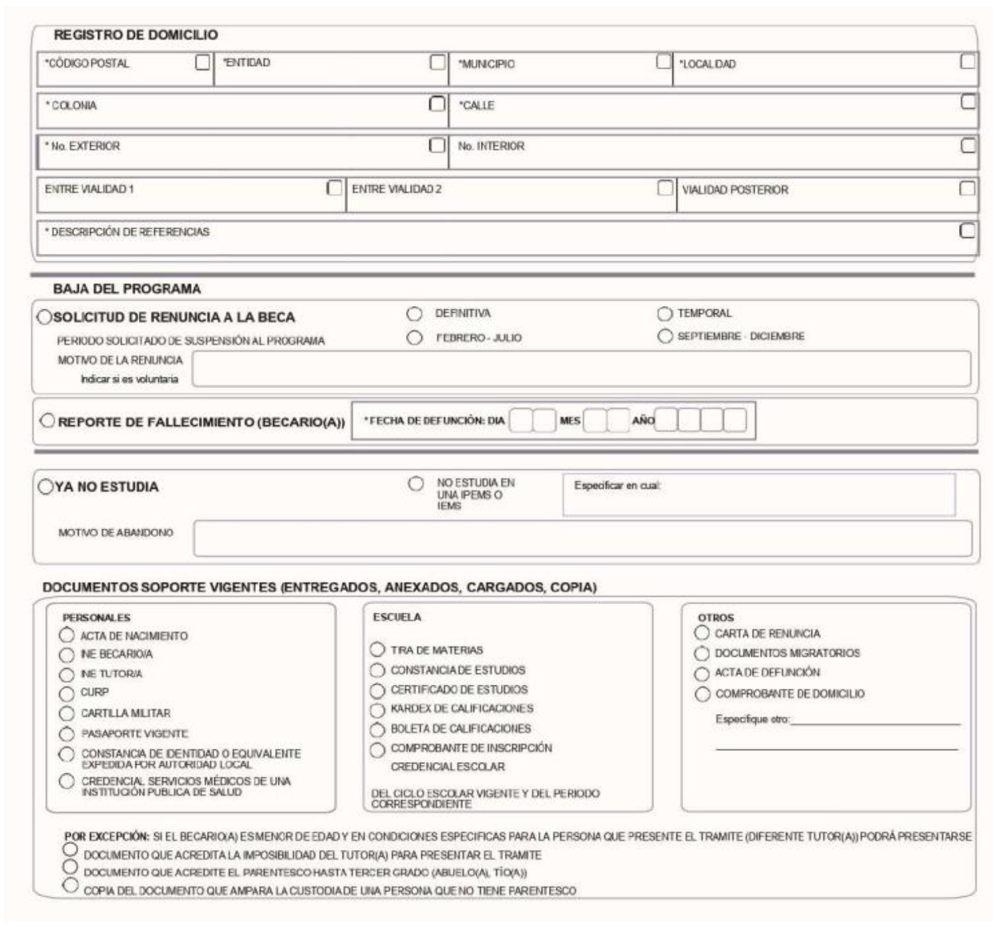 REGISTRO DE DOMICILIO
*CÓDIGO POSTAL *ENTIDAD *MUNICIPIO *LOCALIDAD
* COLONIA *CALLE
* No. EXTERIOR No. INTERIOR
ENTRE VIALIDAD 1 ENTRE VIALIDAD 2 VIALIDAD POSTERIOR
* DESCRIPCIÓN DE REFERENCIAS
BAJA DEL PROGRAMA
SOLICITUD DE RENUNCIA A LA BECA DEFINITIVA TEMPORAL
PERIODO SOLICITADO DE SUSPENSIÓN AL PROGRAMA FEBRERO - JULIO SEPTIEMBRE - DICIEMBRE
MOTIVO DE LA RENUNCIA
Indicar si es voluntaria
REPORTE DE FALLECIMIENTO (BECARIO(A)) *FECHA DE DEFUNCIÓN: DIA MES AÑO
YA NO ESTUDIA
NO ESTUDIA EN
UNA IPEMS O
IEMS
Especificar en cual:
MOTIVO DE ABANDONO
DOCUMENTOS SOPORTE VIGENTES (ENTREGADOS, ANEXADOS, CARGADOS, COPIA)
PERSONALES
ACTA DE NACIMIENTO
INE BECARIO/A
INE TUTOR/A
CURP
CARTILLA MILITAR
PASAPORTE VIGENTE
CONSTANCIA DE IDENTIDAD O EQUIVALENTE
EXPEDIDA POR AUTORIDAD LOCAL
CREDENCIAL SERVICIOS MÉDICOS DE UNA
INSTITUCIÓN PUBLICA DE SALUD
ESCUELA
TIRA DE MATERIAS
CONSTANCIA DE ESTUDIOS
CERTIFICADO DE ESTUDIOS
KARDEX DE CALIFICACIONES
BOLETA DE CALIFICACIONES
COMPROBANTE DE INSCRIPCIÓN
CREDENCIAL ESCOLAR
DEL CICLO ESCOLAR VIGENTE Y DEL PERIODO
CORRESPONDIENTE
OTROS
CARTA DE RENUNCIA
DOCUMENTOS MIGRATORIOS
ACTA DE DEFUNCIÓN
COMPROBANTE DE DOMICILIO
Especifique otro:
POR EXCEPCIÓN: SI EL BECARIO(A) ES MENOR DE EDAD Y EN CONDICIONES ESPECIFICAS PARA LA PERSONA QUE PRESENTE EL TRAMITE (DIFERENTE TUTOR(A)) PODRÁ PRESENTARSE
DOCUMENTO QUE ACREDITA LA IMPOSIBILIDAD DEL TUTOR(A) PARA PRESENTAR EL TRAMITE
DOCUMENTO QUE ACREDITE EL PARENTESCO HASTA TERCER GRADO (ABUELO(A), TÍO(A))
COPIA DEL DOCUMENTO QUE AMPARA LA CUSTODIA DE UNA PERSONA QUE NO TIENE PARENTESCO